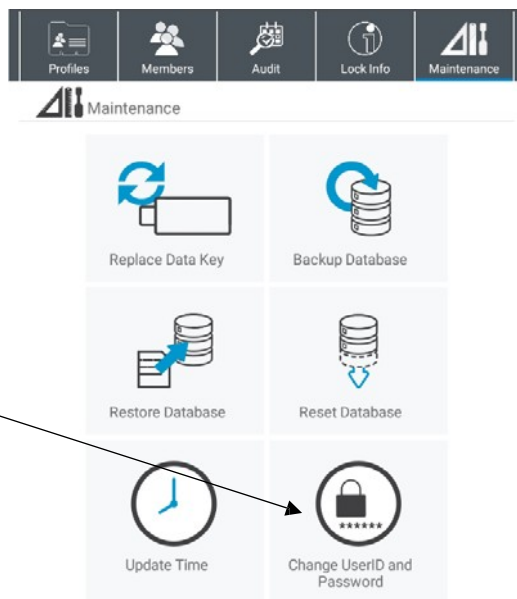 Profiles Members Audit Lock Info Maintenance
Maintenance
Replace Data Key Backup Database
Restore Database Reset Database
******
Update Time Change UserID and
Password